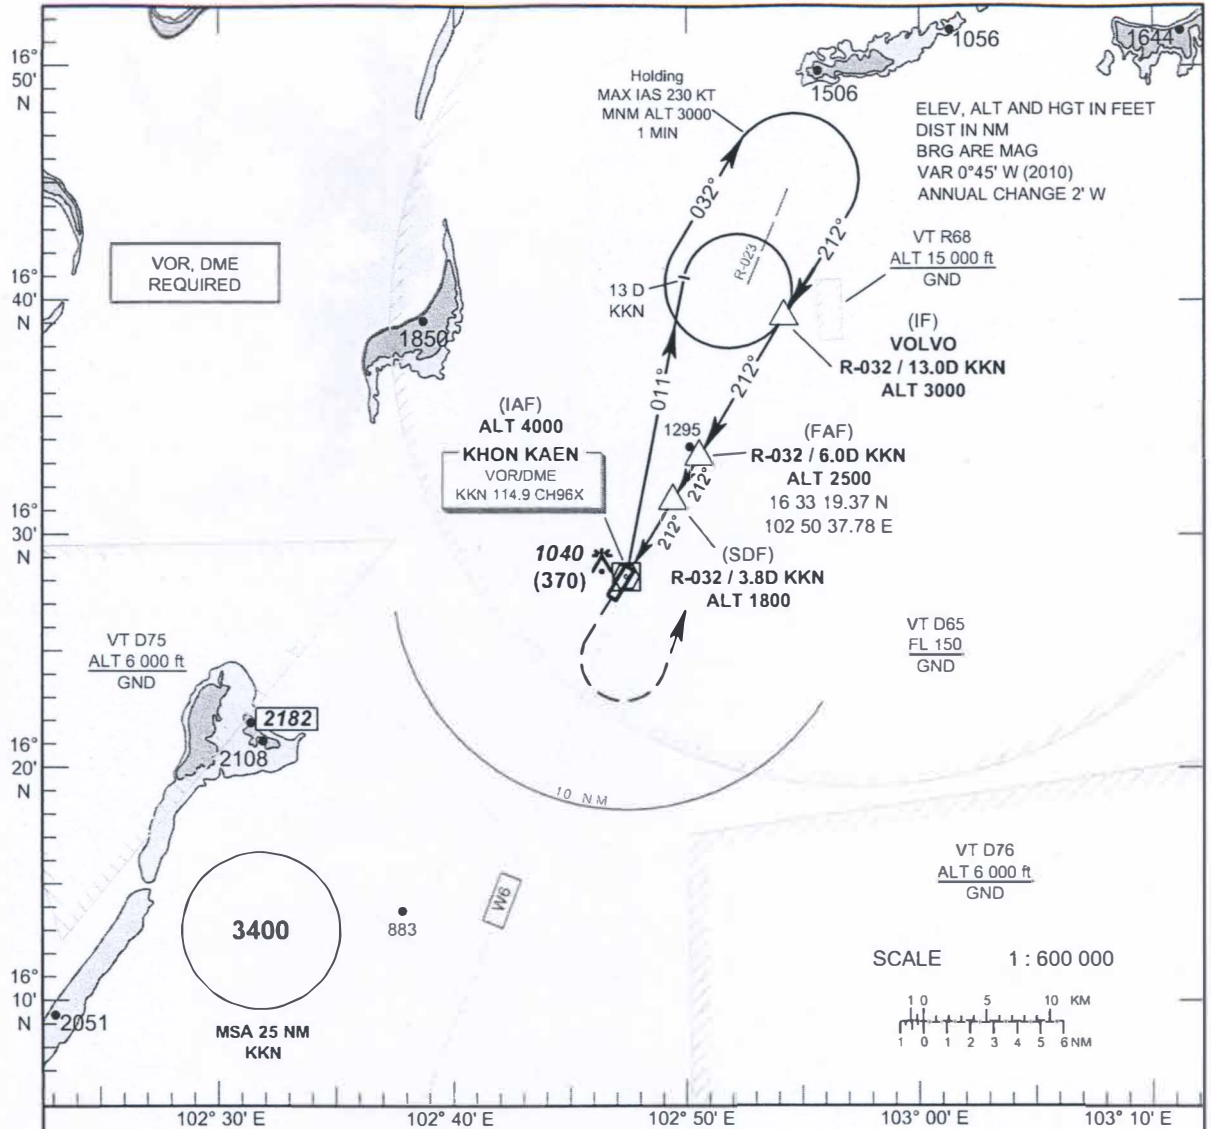 16°
50'
N
16°
40'
N
16°
30'
N
16°
20'
N
16°
10'
N
1056
1644
1506
Holding
MAX IAS 230 KT
MNM ALT 3000
1 MIN
ELEV, ALT AND HGT IN FEET
DIST IN NM
BRG ARE MAG
VAR 0°45' W (2010)
ANNUAL CHANGE 2' W
032°
212°
R-023
VT R68
ALT 15 000 ft
GND
VOR, DME
REQUIRED
13 D
KKN
1850
(IF)
VOLVO
R-032 / 13.0D KKN
ALT 3000
011°
212°
(IAF)
ALT 4000
KHON KAEN
VOR/DME
KKN 114.9 CH96X
1295
(FAF)
R-032 / 6.0D KKN
ALT 2500
16 33 19.37 N
102 50 37.78 E
212°
212°
(SDF)
R-032 / 3.8D KKN
ALT 1800
1040
(370)
VT D75
ALT 6 000 ft
GND
VT D65
FL 150
GND
2182
2108
10 NM
VT D76
ALT 6 000 ft
GND
W6
3400
883
MSA 25 NM
KKN
2051
SCALE 1 : 600 000
1 0 5 10 KM
1 0 1 2 3 4 5 6 NM
102° 30' E 102° 40' E 102° 50' E 103° 00' E 103° 10' E